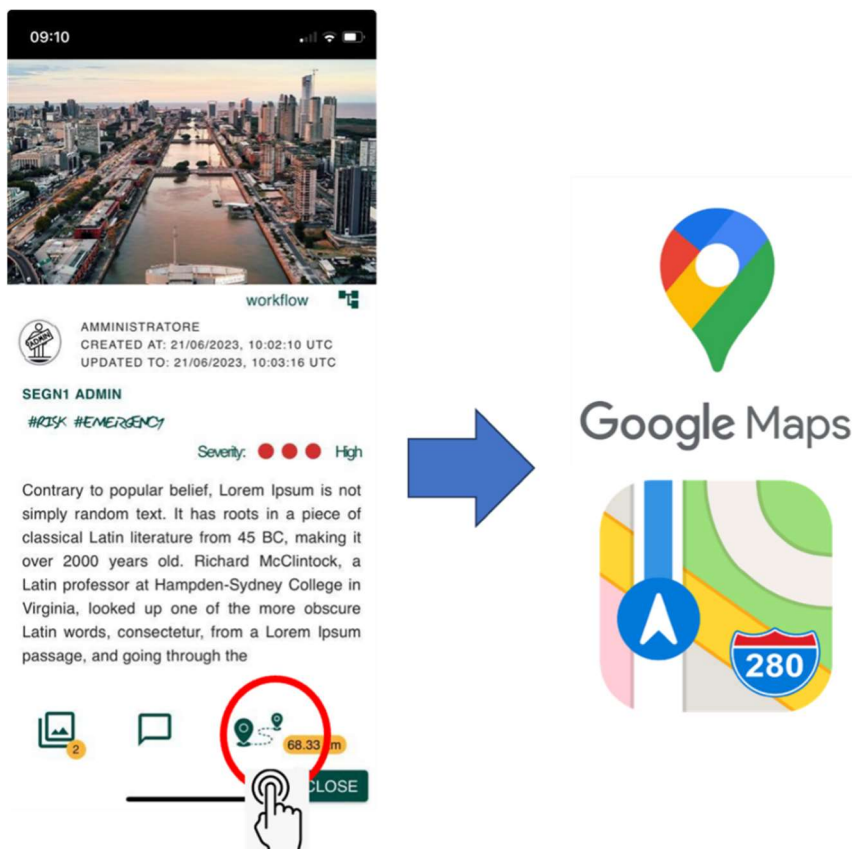 09:10
workflow
ADMIN
AMMINISTRATORE
CREATED AT: 21/06/2023, 10:02:10 UTC
UPDATED TO: 21/06/2023, 10:03:16 UTC
SEGN1 ADMIN
#RISK #EMERGENCY
Severity: High
Contrary to popular belief, Lorem Ipsum is not
simply random text. It has roots in a piece of
classical Latin literature from 45 BC, making it
over 2000 years old. Richard McClintock, a
Latin professor at Hampden-Sydney College in
Virginia, looked up one of the more obscure
Latin words, consectetur, from a Lorem Ipsum
passage, and going through the
2
68.33
Google Maps
280